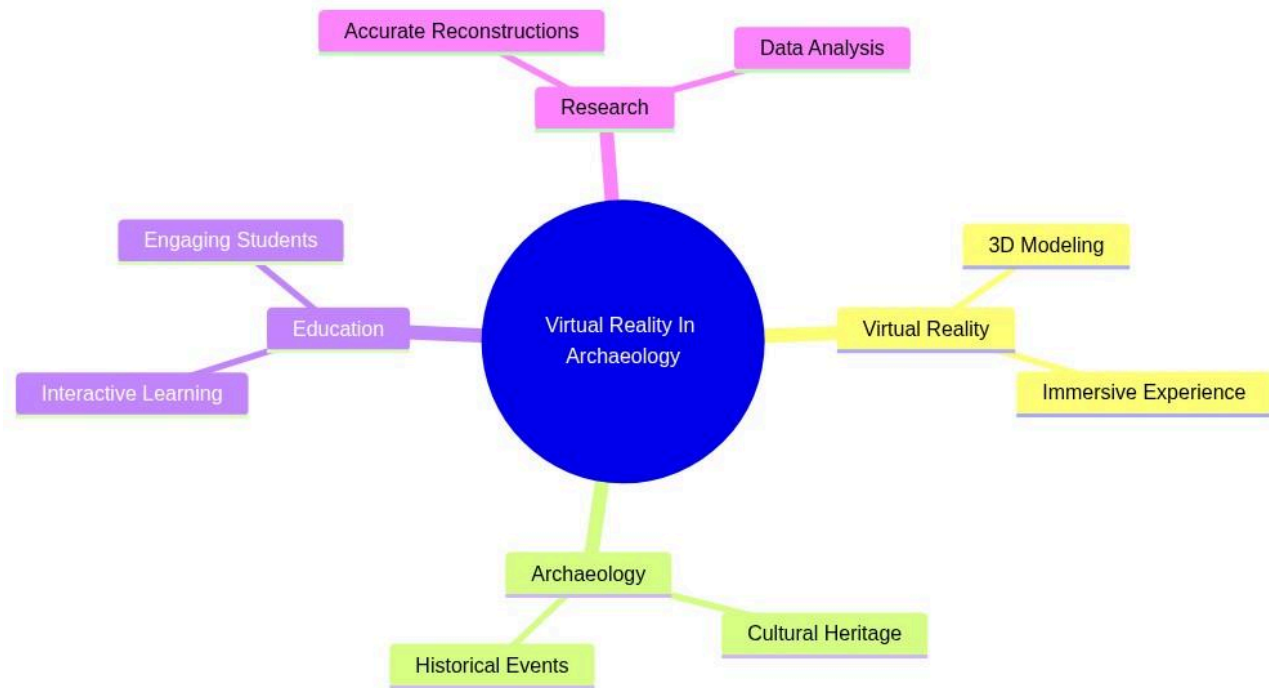 Accurate Reconstructions
Data Analysis
Research
Engaging Students
3D Modeling
Education
Virtual Reality In
Archaeology
Virtual Reality
Interactive Learning
Immersive Experience
Archaeology
Cultural Heritage
Historical Events